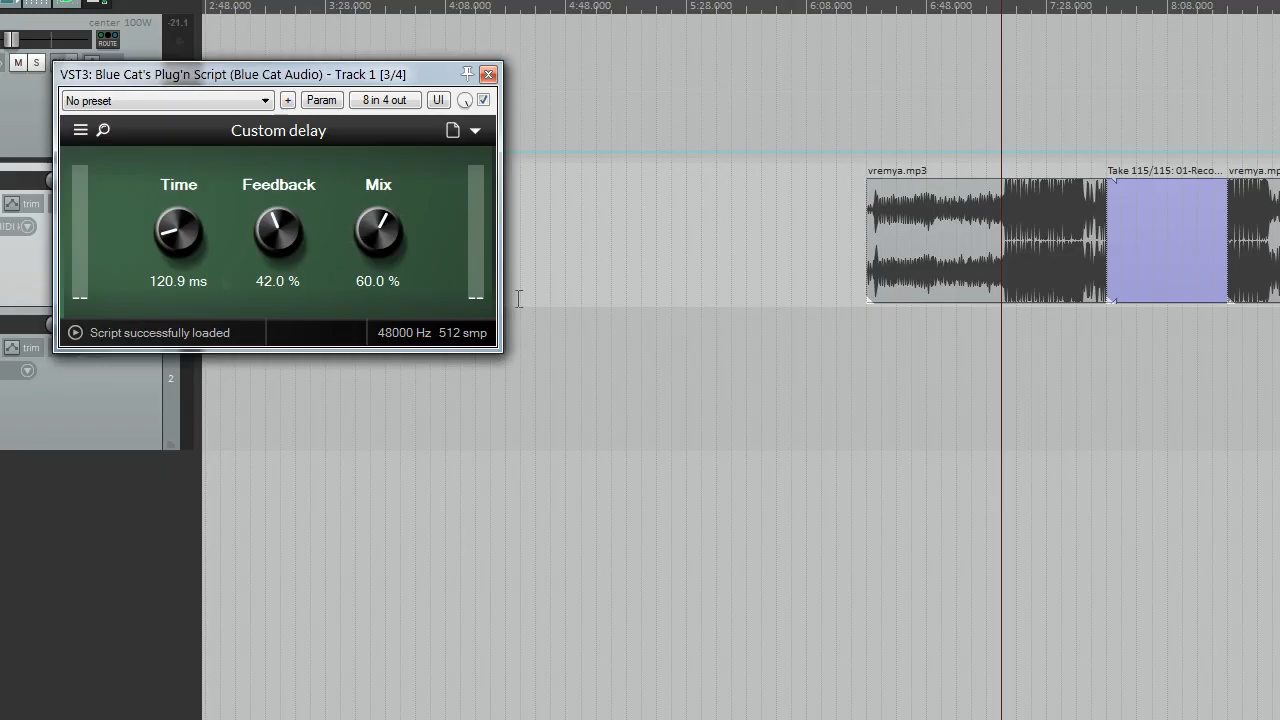 2:48.000 3:28.000 4:08.000 4:48.000 5:28.000 6:08.000 6:48.000 7:28.000 8:08.000
center 100W
-21.1
ROUTE
M S
VST3: Blue Cat's Plug'n Script (Blue Cat Audio) - Track 1 [3/4]
No preset + Param 8 in 4 out UI
Custom delay
Time Feedback Mix
120.9 ms 42.0 % 60.0 %
-- --
Script successfully loaded 48000 Hz 512 smp
vremya.mp3 Take 115/115: 01-Reco... vremya.mp
trim
trim
2